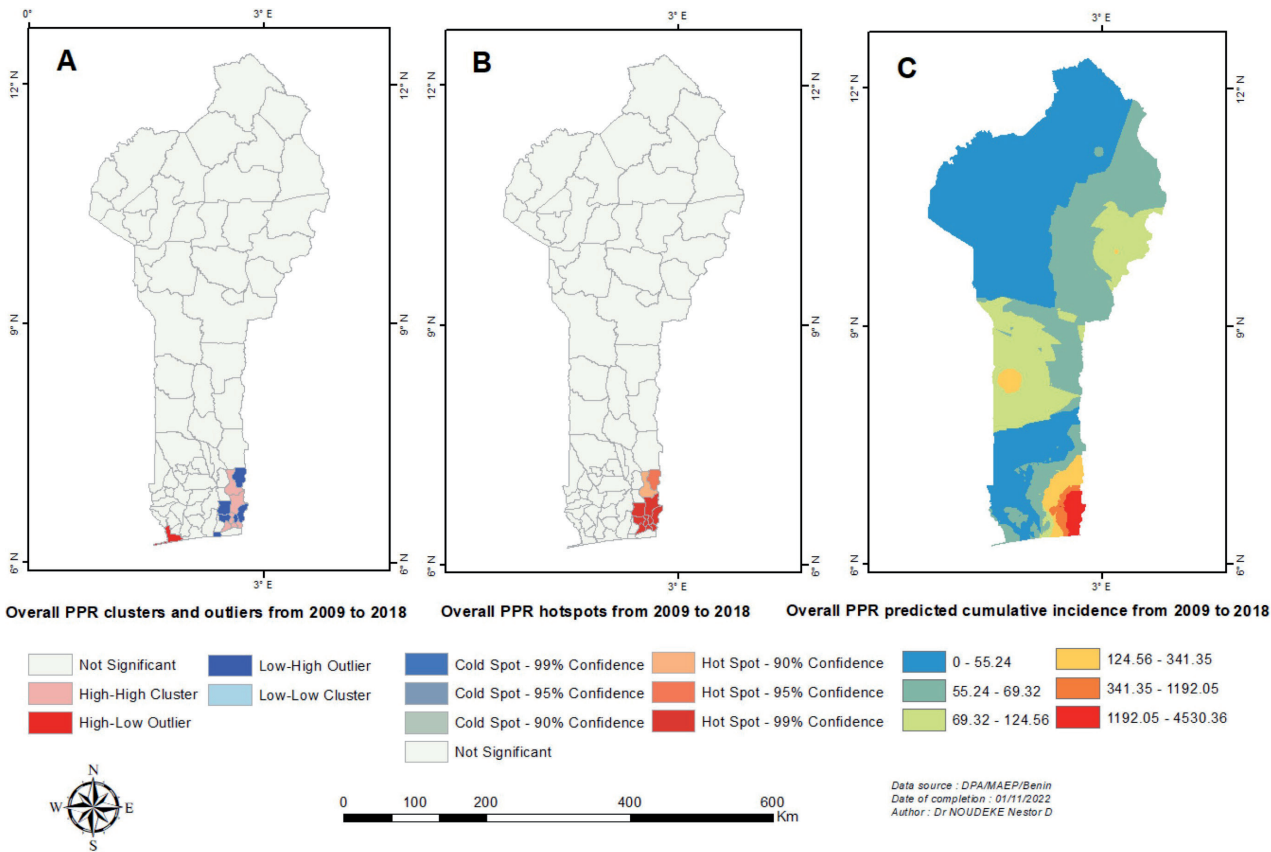 0°
3° E
3° E
3° E
A
B
C
12° N
12° N
12° N
12° N
12° N
9° N
9° N
9° N
9° N
9° N
6° N
6° N
6° N
6° N
6° N
3° E
3° E
3° E
Overall PPR clusters and outliers from 2009 to 2018
Overall PPR hotspots from 2009 to 2018
Overall PPR predicted cumulative incidence from 2009 to 2018
Not Significant
High-High Cluster
High-Low Outlier
Low-High Outlier
Low-Low Cluster
Cold Spot - 99% Confidence
Cold Spot - 95% Confidence
Cold Spot - 90% Confidence
Not Significant
Hot Spot - 90% Confidence
Hot Spot - 95% Confidence
Hot Spot - 99% Confidence
0 - 55.24
55.24 - 69.32
69.32 - 124.56
124.56 - 341.35
341.35 - 1192.05
1192.05 - 4530.36
N
W E
S
0 100 200 400 600
Km
Data source : DPA/MAEP/Benin
Date of completion : 01/11/2022
Author : Dr NOUDEKE Nestor D